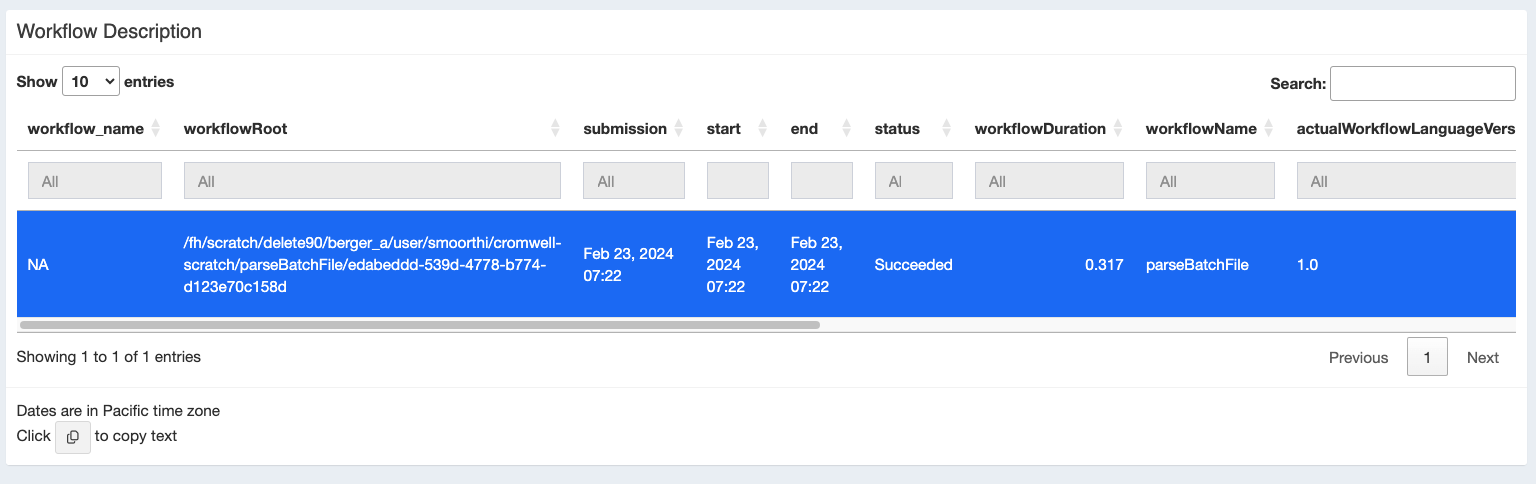 Workflow Description
Show 10 entries
Search:
workflow_name workflowRoot submission start end status workflowDuration workflowName actualWorkflowLanguageVers
All All All Al All All All
/fh/scratch/delete90/berger_a/user/smoorthi/cromwell-
scratch/parseBatchFile/edabeddd-539d-4778-b774-
d123e70c158d
NA
Feb 23, 2024
07:22
Feb 23,
2024
07:22
Feb 23,
2024
07:22
Succeeded 0.317 parseBatchFile 1.0
Showing 1 to 1 of 1 entries
Previous 1 Next
Dates are in Pacific time zone
Click to copy text